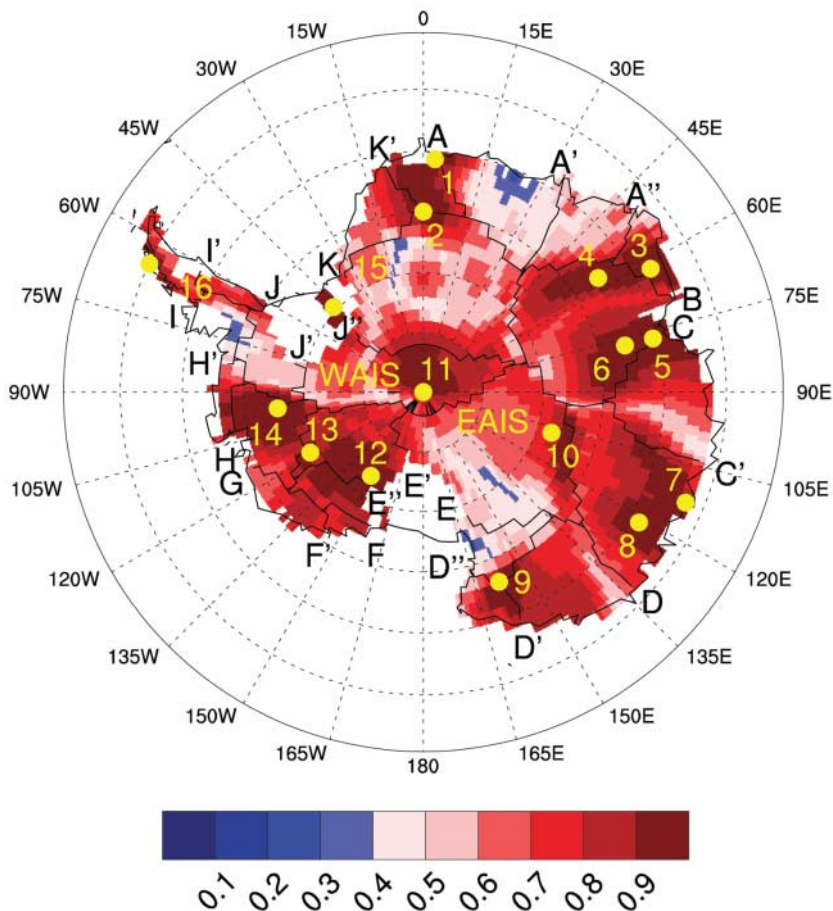 0
15W
15E
30W
30E
45W
45E
60W
60E
75W
75E
90W
90E
105W
105E
120W
120E
135W
135E
150W
150E
165W
165E
180
K'
A
A'
A''
1
2
3
4
I'
K
15
16
J
J''
B
C
I
J'
6
5
H'
11
WAIS
EAIS
14
13
12
10
H
G
E''
E'
E
C'
7
8
F'
F
D''
9
D
D'
0.1
0.2
0.3
0.4
0.5
0.6
0.7
0.8
0.9